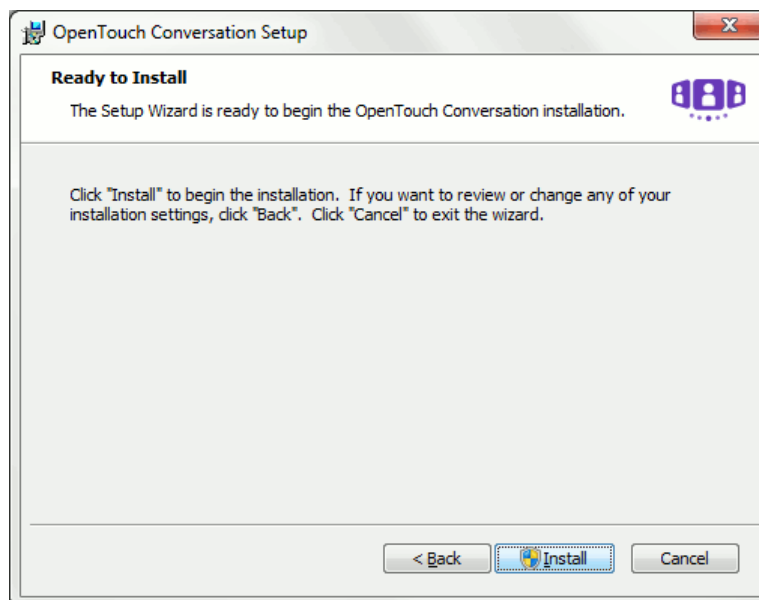 OpenTouch Conversation Setup
Ready to Install
The Setup Wizard is ready to begin the OpenTouch Conversation installation.
Click "Install" to begin the installation.  If you want to review or change any of your
installation settings, click "Back".  Click "Cancel" to exit the wizard.
< Back Install Cancel